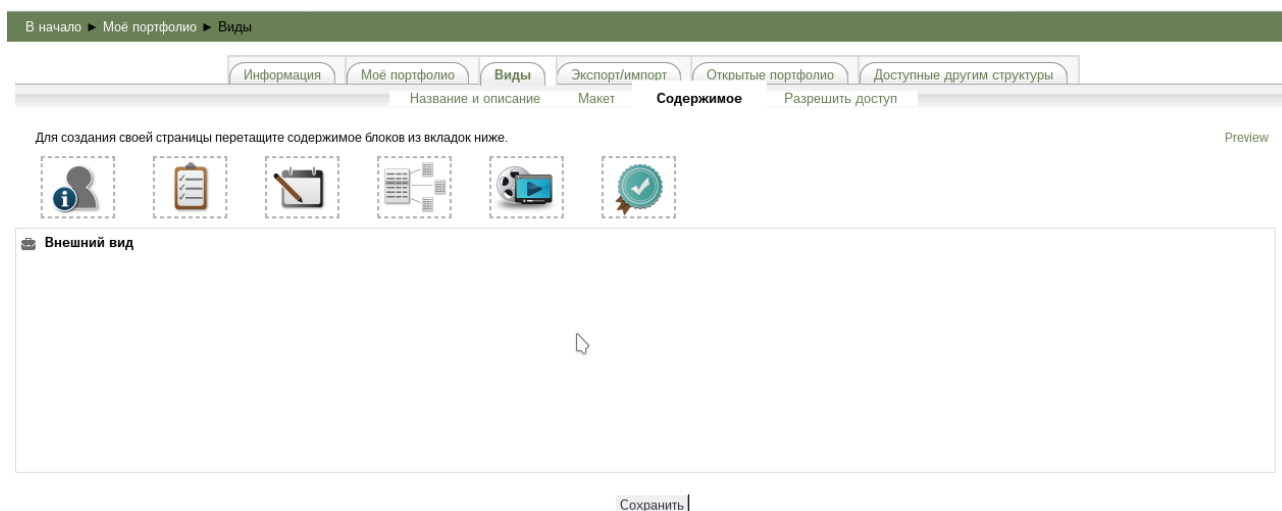 В начало ► Моё портфолио ► Виды
Информация Моё портфолио Виды Экспорт/импорт Открытые портфолио Доступные другим структуры
Название и описание Макет Содержимое Разрешить доступ
Для создания своей страницы перетащите содержимое блоков из вкладок ниже. Preview
Внешний вид
Сохранить